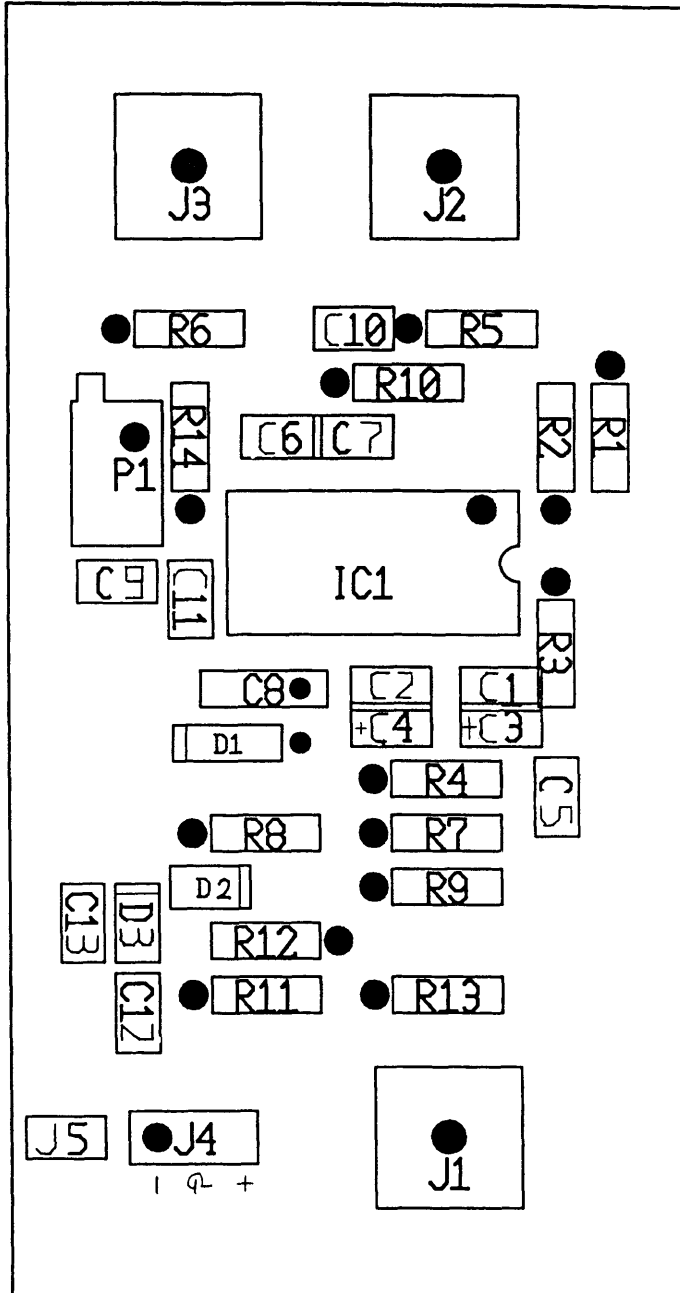 J3 J2
R6 C10 R5
R10
R14 C6 C7 R2 R1
P1
IC1
C9 C11
R3
C8 C2 C1
D1 +C4 +C3
R4 C5
R8 R7
D2 R9
C13 D3
R12
R11 R13
C12
J5 J4 J1
- +